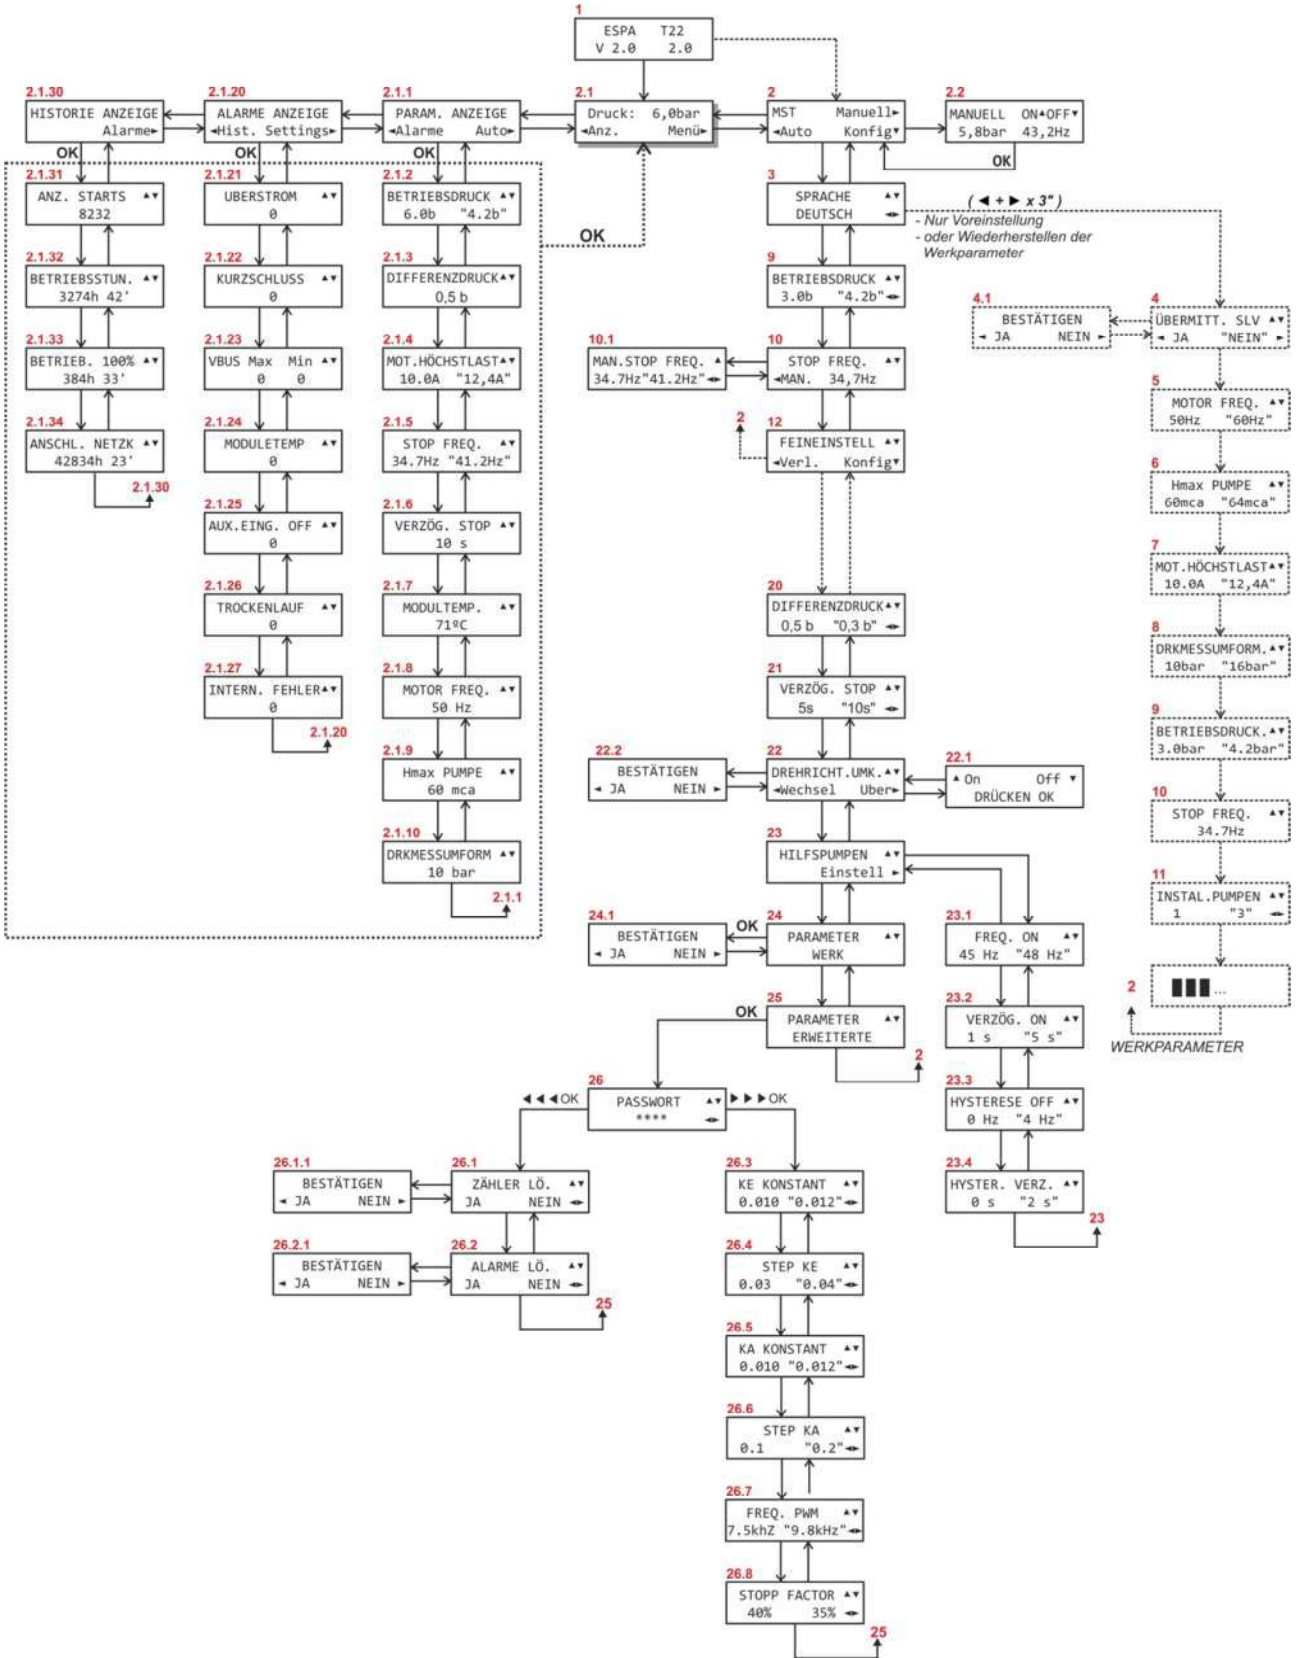 1
ESPA T22
V 2.0 2.0
2.1.30
HISTORIE ANZEIGE
Alarme►
2.1.20
ALARME ANZEIGE
◄Hist. Settings►
2.1.1
PARAM. ANZEIGE
◄Alarme Auto►
2.1
Druck: 6,0bar
◄Anz. Menü►
2
MST Manuell►
◄Auto Konfig▼
2.2
MANUELL ON▲OFF▼
5,8bar 43,2Hz
OK
OK
OK
OK
2.1.31
ANZ. STARTS ▲▼
8232
2.1.32
BETRIEBSSTUN. ▲▼
3274h 42'
2.1.33
BETRIEB. 100% ▲▼
384h 33'
2.1.34
ANSCHL. NETZK ▲▼
42834h 23'
2.1.30
2.1.21
UBERSTROM ▲▼
0
2.1.22
KURZSCHLUSS ▲▼
0
2.1.23
VBUS Max Min ▲▼
0 0
2.1.24
MODULETEMP ▲▼
0
2.1.25
AUX.EING. OFF ▲▼
0
2.1.26
TROCKENLAUF ▲▼
0
2.1.27
INTERN. FEHLER▲▼
0
2.1.20
2.1.2
BETRIEBSDRUCK ▲▼
6.0b "4.2b"
2.1.3
DIFFERENZDRUCK▲▼
0,5 b
2.1.4
MOT.HÖCHSTLAST▲▼
10.0A "12,4A"
2.1.5
STOP FREQ. ▲▼
34.7Hz "41.2Hz"
2.1.6
VERZÖG. STOP ▲▼
10 s
2.1.7
MODULTEMP. ▲▼
71ºC
2.1.8
MOTOR FREQ. ▲▼
50 Hz
2.1.9
Hmax PUMPE ▲▼
60 mca
2.1.10
DRKMESSUMFORM ▲▼
10 bar
2.1.1
OK
3
SPRACHE ▲▼
DEUTSCH ◄►
( ◄ + ► x 3" )
- Nur Voreinstellung
- oder Wiederherstellen der
Werkparameter
9
BETRIEBSDRUCK ▲▼
3.0b "4.2b"◄►
10.1
MAN.STOP FREQ. ▲
34.7Hz"41.2Hz"◄►
10
STOP FREQ. ▲▼
◄MAN. 34,7Hz
2
12
FEINEINSTELL ▲▼
◄Verl. Konfig▼
20
DIFFERENZDRUCK▲▼
0,5 b "0,3 b" ◄►
21
VERZÖG. STOP ▲▼
5s "10s" ◄►
22.2
BESTÄTIGEN
◄ JA NEIN ►
22
DREHRICHT.UMK.▲▼
◄Wechsel Uber►
22.1
▲ On Off ▼
DRÜCKEN OK
23
HILFSPUMPEN ▲▼
Einstell ►
24.1
BESTÄTIGEN
◄ JA NEIN ►
OK
24
PARAMETER ▲▼
WERK
25
PARAMETER ▲▼
ERWEITERTE
OK
2
23.1
FREQ. ON ▲▼
45 Hz "48 Hz"
23.2
VERZÖG. ON ▲▼
1 s "5 s"
23.3
HYSTERESE OFF ▲▼
0 Hz "4 Hz"
23.4
HYSTER. VERZ. ▲▼
0 s "2 s"
23
4.1
BESTÄTIGEN
◄ JA NEIN ►
4
ÜBERMITT. SLV ▲▼
◄ JA "NEIN" ►
5
MOTOR FREQ. ▲▼
50Hz "60Hz"
6
Hmax PUMPE ▲▼
60mca "64mca"
7
MOT.HÖCHSTLAST▲▼
10.0A "12,4A"
8
DRKMESSUMFORM.▲▼
10bar "16bar"
9
BETRIEBSDRUCK.▲▼
3.0bar "4.2bar"
10
STOP FREQ. ▲▼
34.7Hz
11
INSTAL.PUMPEN ▲▼
1 "3" ◄►
2
███...
WERKPARAMETER
26
PASSWORT ▲▼
**** ◄►
◄◄◄OK
►►►OK
26.1.1
BESTÄTIGEN
◄ JA NEIN ►
26.1
ZÄHLER LÖ. ▲▼
JA NEIN ◄►
26.2.1
BESTÄTIGEN
◄ JA NEIN ►
26.2
ALARME LÖ. ▲▼
JA NEIN ◄►
25
26.3
KE KONSTANT ▲▼
0.010 "0.012"◄►
26.4
STEP KE ▲▼
0.03 "0.04"◄►
26.5
KA KONSTANT ▲▼
0.010 "0.012"◄►
26.6
STEP KA ▲▼
0.1 "0.2"◄►
26.7
FREQ. PWM ▲▼
7.5khZ "9.8kHz"◄►
26.8
STOPP FACTOR ▲▼
40% 35% ◄►
25